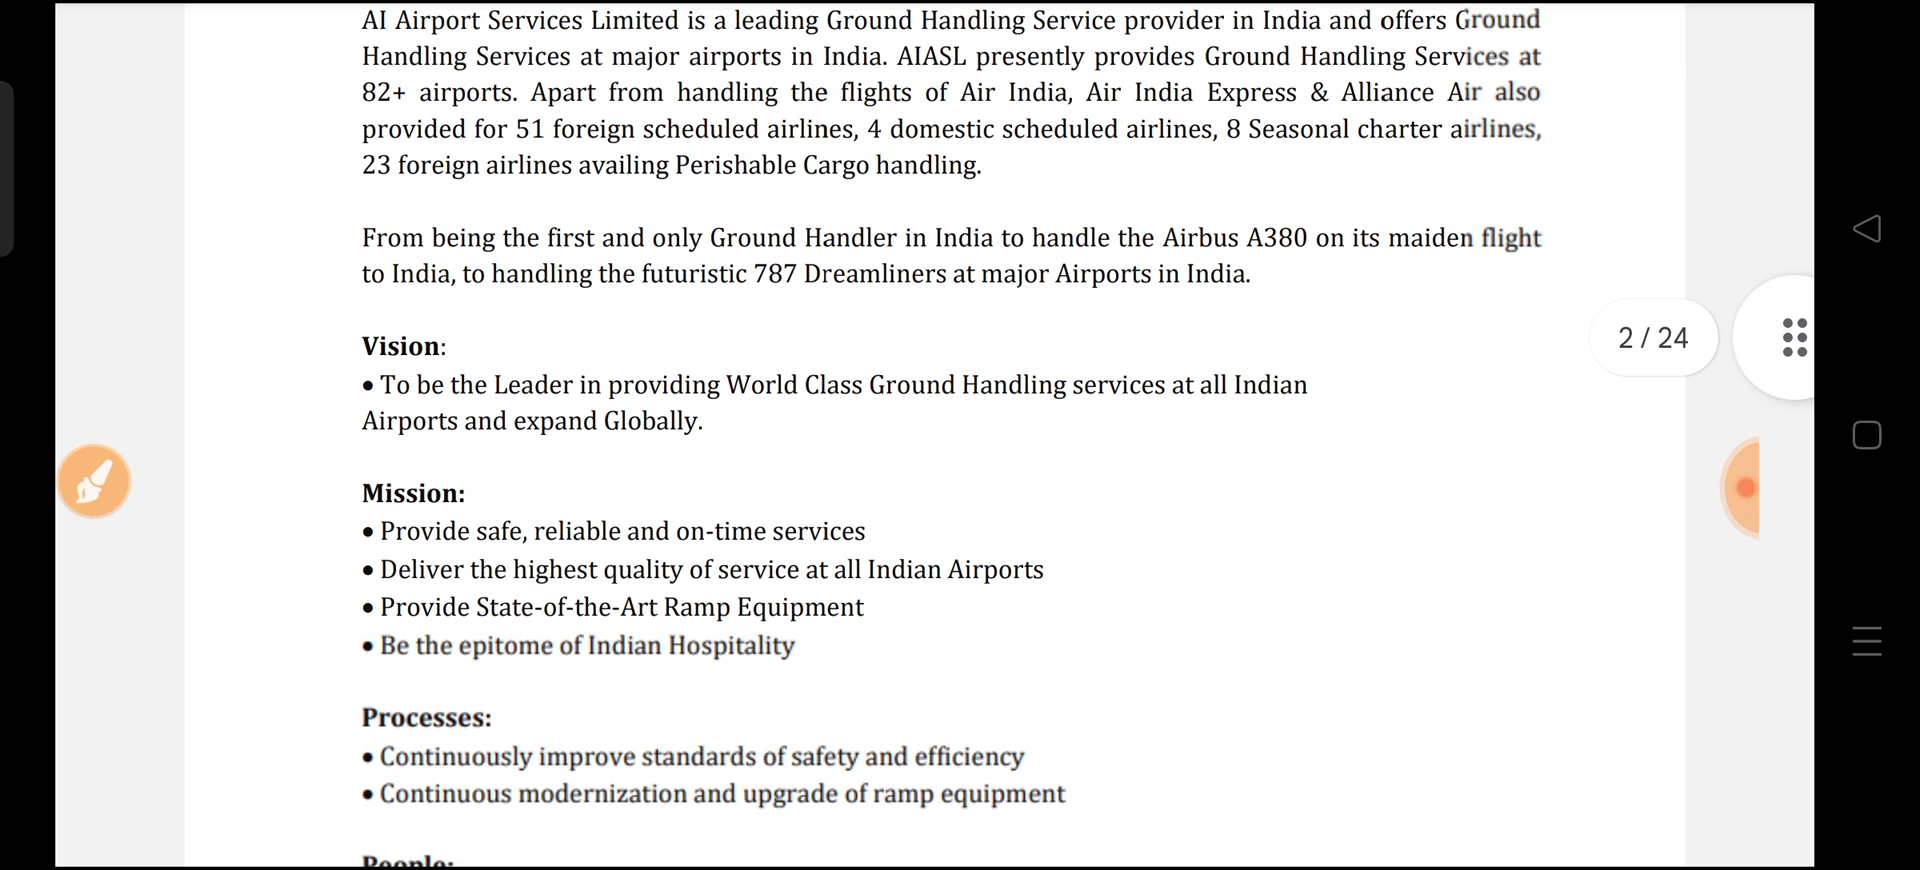 AI Airport Services Limited is a leading Ground Handling Service provider in India and offers Ground
Handling Services at major airports in India. AIASL presently provides Ground Handling Services at
82+ airports. Apart from handling the flights of Air India, Air India Express & Alliance Air also
provided for 51 foreign scheduled airlines, 4 domestic scheduled airlines, 8 Seasonal charter airlines,
23 foreign airlines availing Perishable Cargo handling.
From being the first and only Ground Handler in India to handle the Airbus A380 on its maiden flight
to India, to handling the futuristic 787 Dreamliners at major Airports in India.
2 / 24
Vision:
• To be the Leader in providing World Class Ground Handling services at all Indian
Airports and expand Globally.
Mission:
• Provide safe, reliable and on-time services
• Deliver the highest quality of service at all Indian Airports
• Provide State-of-the-Art Ramp Equipment
• Be the epitome of Indian Hospitality
Processes:
• Continuously improve standards of safety and efficiency
• Continuous modernization and upgrade of ramp equipment
People: